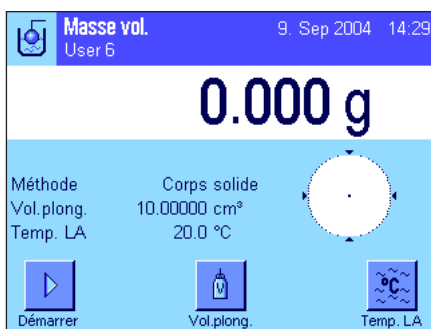 Masse vol. 9. Sep 2004 14:29
User 6
0.000 g
Méthode Corps solide
Vol.plong. 10.00000 cm³
Temp. LA 20.0 °C
V °C
Démarrer Vol.plong. Temp. LA